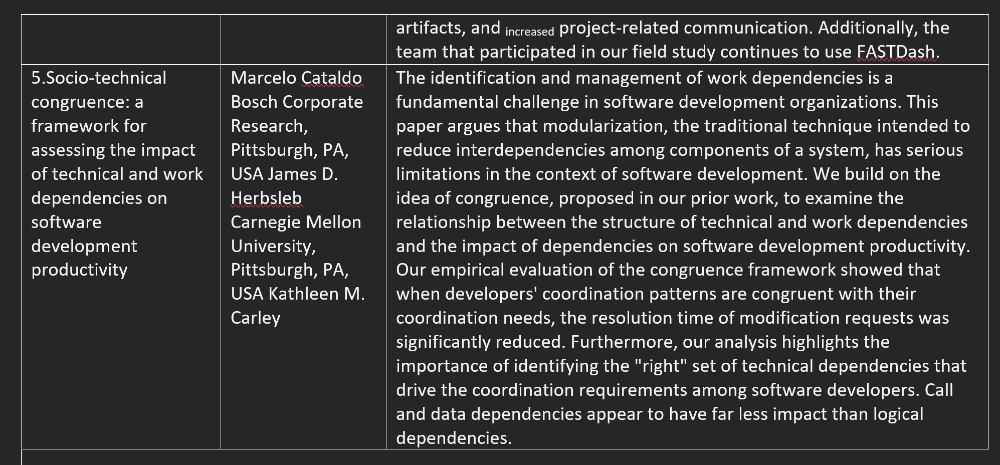 artifacts, and increased project-related communication. Additionally, the
team that participated in our field study continues to use FASTDash.
5.Socio-technical
congruence: a
framework for
assessing the impact
of technical and work
dependencies on
software
development
productivity
Marcelo Cataldo
Bosch Corporate
Research,
Pittsburgh, PA,
USA James D.
Herbsleb
Carnegie Mellon
University,
Pittsburgh, PA,
USA Kathleen M.
Carley
The identification and management of work dependencies is a
fundamental challenge in software development organizations. This
paper argues that modularization, the traditional technique intended to
reduce interdependencies among components of a system, has serious
limitations in the context of software development. We build on the
idea of congruence, proposed in our prior work, to examine the
relationship between the structure of technical and work dependencies
and the impact of dependencies on software development productivity.
Our empirical evaluation of the congruence framework showed that
when developers' coordination patterns are congruent with their
coordination needs, the resolution time of modification requests was
significantly reduced. Furthermore, our analysis highlights the
importance of identifying the "right" set of technical dependencies that
drive the coordination requirements among software developers. Call
and data dependencies appear to have far less impact than logical
dependencies.